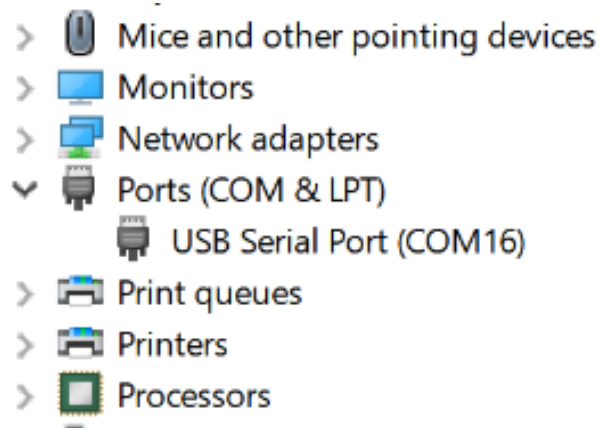 Mice and other pointing devices
Monitors
Network adapters
Ports (COM & LPT)
USB Serial Port (COM16)
Print queues
Printers
Processors